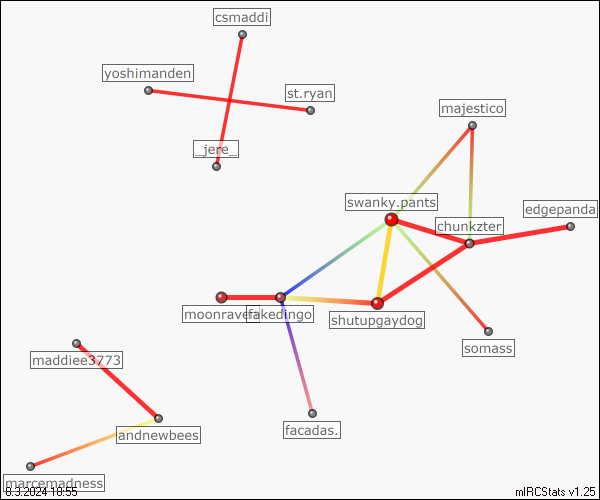 csmaddi
yoshimanden
st.ryan
majestico
_jere_
swanky.pants
edgepanda
chunkzter
moonraven
fakedingo
shutupgaydog
somass
maddiee3773
facadas.
andnewbees
marcemadness
8.3.2024 18:55
mIRCStats v1.25